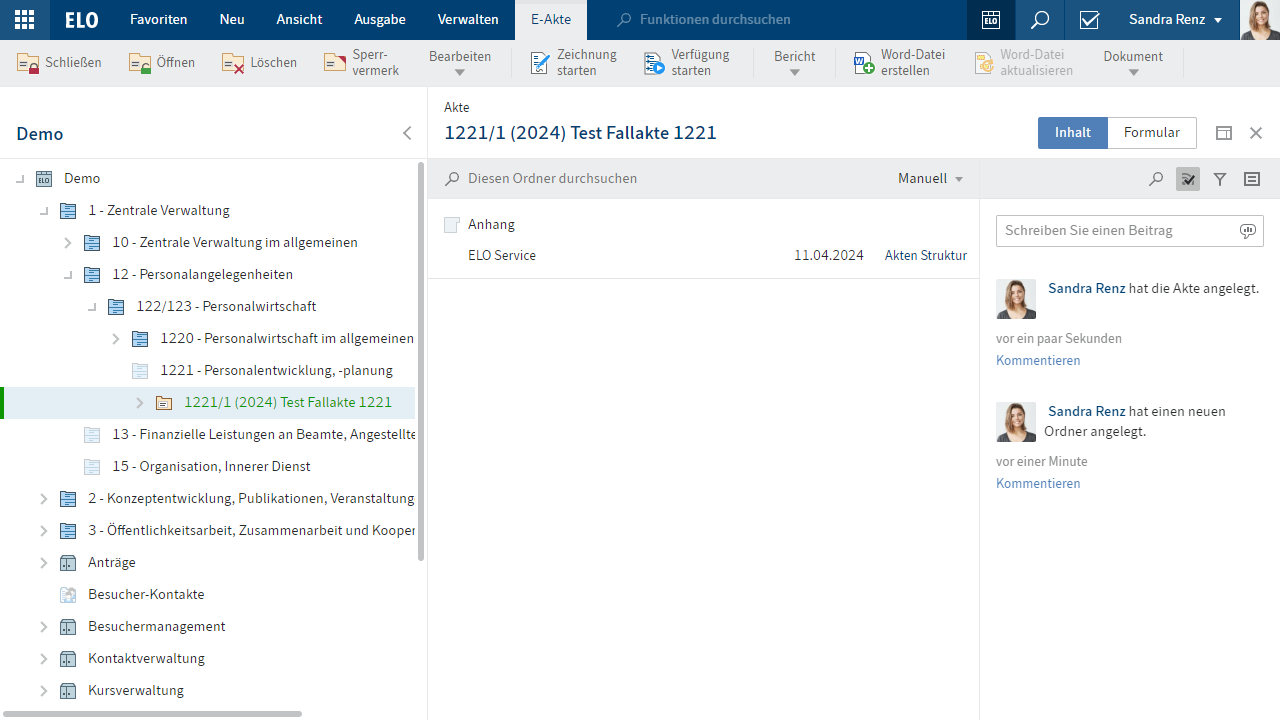 ELO
Favoriten
Neu
Ansicht
Ausgabe
Verwalten
E-Akte
Funktionen durchsuchen
ELO
Sandra Renz
Schließen
Öffnen
Löschen
Sperr-
vermerk
Bearbeiten
Zeichnung
starten
Verfügung
starten
Bericht
Word-Datei
erstellen
Word-Datei
aktualisieren
Dokument
Demo
ELO Demo
1 - Zentrale Verwaltung
10 - Zentrale Verwaltung im allgemeinen
12 - Personalangelegenheiten
122/123 - Personalwirtschaft
1220 - Personalwirtschaft im allgemeinen
1221 - Personalentwicklung, -planung
1221/1 (2024) Test Fallakte 1221
13 - Finanzielle Leistungen an Beamte, Angestellte
15 - Organisation, Innerer Dienst
2 - Konzeptentwicklung, Publikationen, Veranstaltung
3 - Öffentlichkeitsarbeit, Zusammenarbeit und Kooper
Anträge
Besucher-Kontakte
Besuchermanagement
Kontaktverwaltung
Kursverwaltung
Akte
1221/1 (2024) Test Fallakte 1221
Inhalt
Formular
Diesen Ordner durchsuchen
Manuell
Anhang
ELO Service
11.04.2024
Akten Struktur
Schreiben Sie einen Beitrag
Sandra Renz hat die Akte angelegt.
vor ein paar Sekunden
Kommentieren
Sandra Renz hat einen neuen
Ordner angelegt.
vor einer Minute
Kommentieren